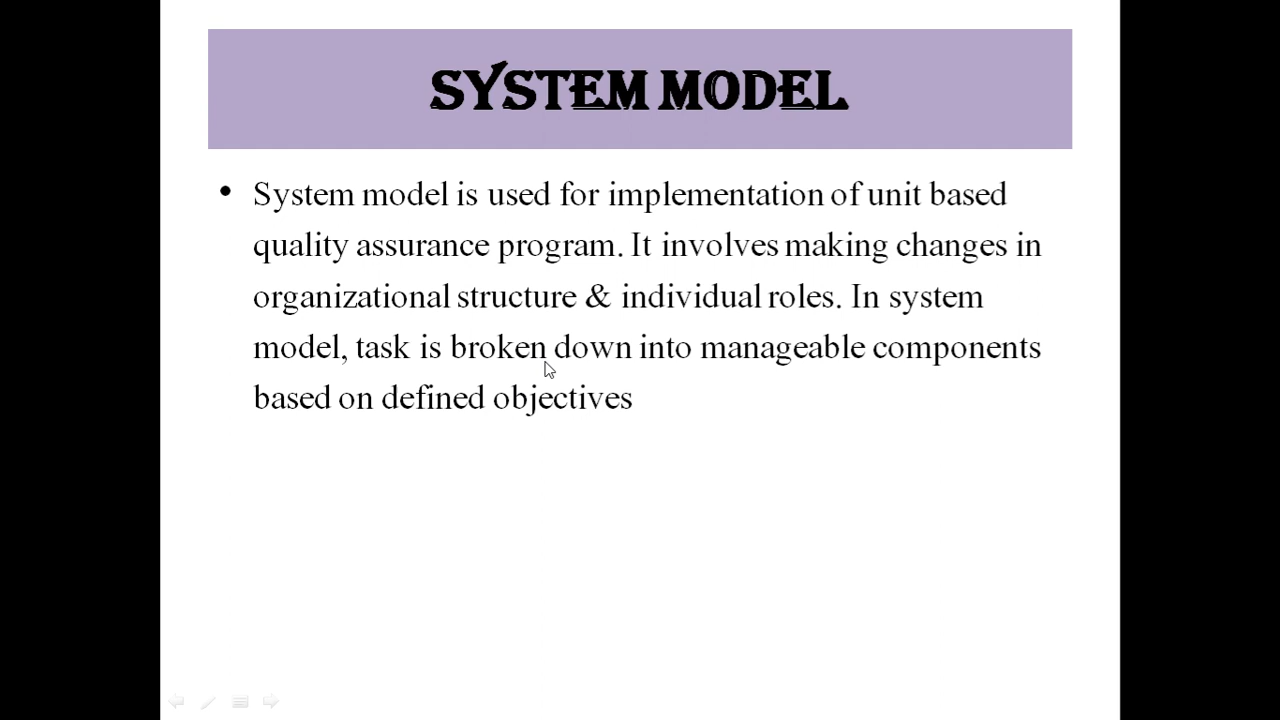 SYSTEM MODEL
• System model is used for implementation of unit based
quality assurance program. It involves making changes in
organizational structure & individual roles. In system
model, task is broken down into manageable components
based on defined objectives